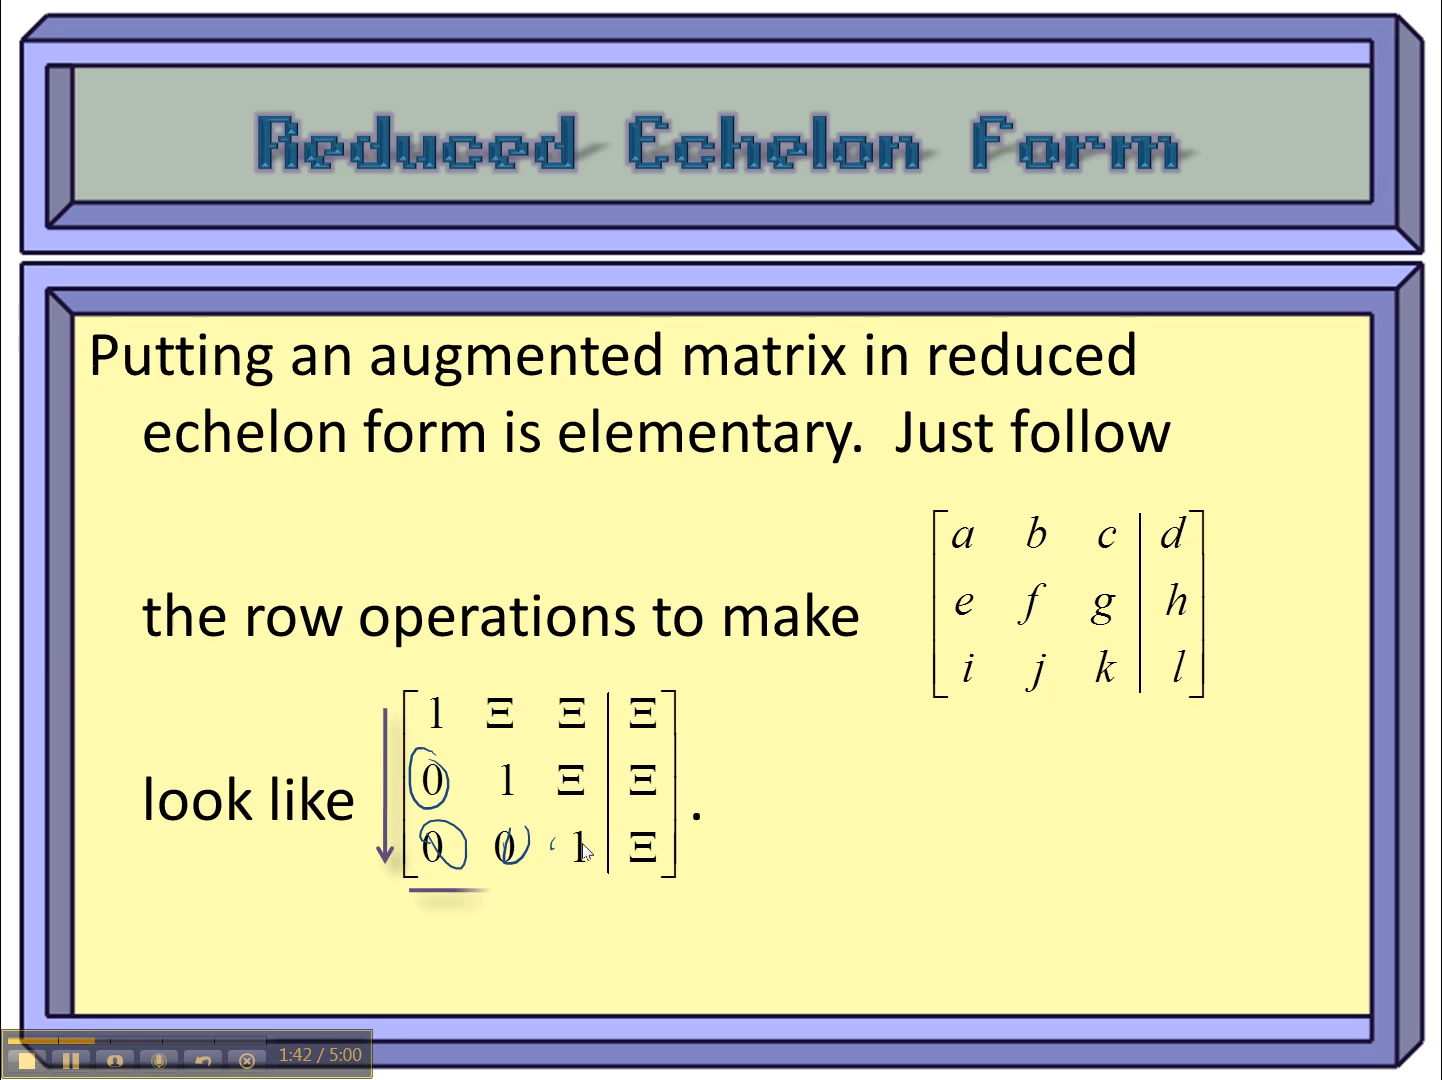 Reduced Echelon Form
Putting an augmented matrix in reduced
echelon form is elementary.  Just follow
a b c | d
e f g | h
i j k | l
the row operations to make
1 Ξ Ξ | Ξ
0 1 Ξ | Ξ
0 0 1 | Ξ
look like .
1:42 / 5:00